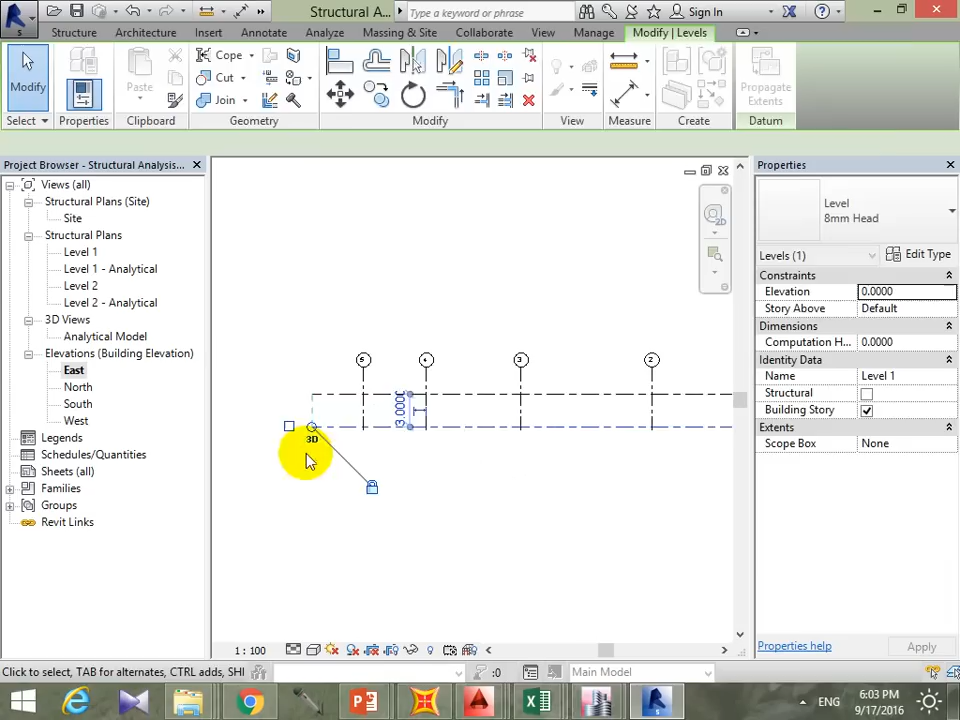 Structural A...
Type a keyword or phrase
Sign In
Structure
Architecture
Insert
Annotate
Analyze
Massing & Site
Collaborate
View
Manage
Modify | Levels
Modify
Paste
Cope
Cut
Join
Propagate
Extents
Select
Properties
Clipboard
Geometry
Modify
View
Measure
Create
Datum
Project Browser - Structural Analysis...
Views (all)
Structural Plans (Site)
Site
Structural Plans
Level 1
Level 1 - Analytical
Level 2
Level 2 - Analytical
3D Views
Analytical Model
Elevations (Building Elevation)
East
North
South
West
Legends
Schedules/Quantities
Sheets (all)
Families
Groups
Revit Links
2D
5
4
3
2
3.0000
3D
Properties
Level
8mm Head
Levels (1)
Edit Type
Constraints
Elevation 0.0000
Story Above Default
Dimensions
Computation H... 0.0000
Identity Data
Name Level 1
Structural
Building Story
Extents
Scope Box None
Properties help
Apply
1 : 100
Click to select, TAB for alternates, CTRL adds, SHI
:0
Main Model
ENG
6:03 PM
9/17/2016